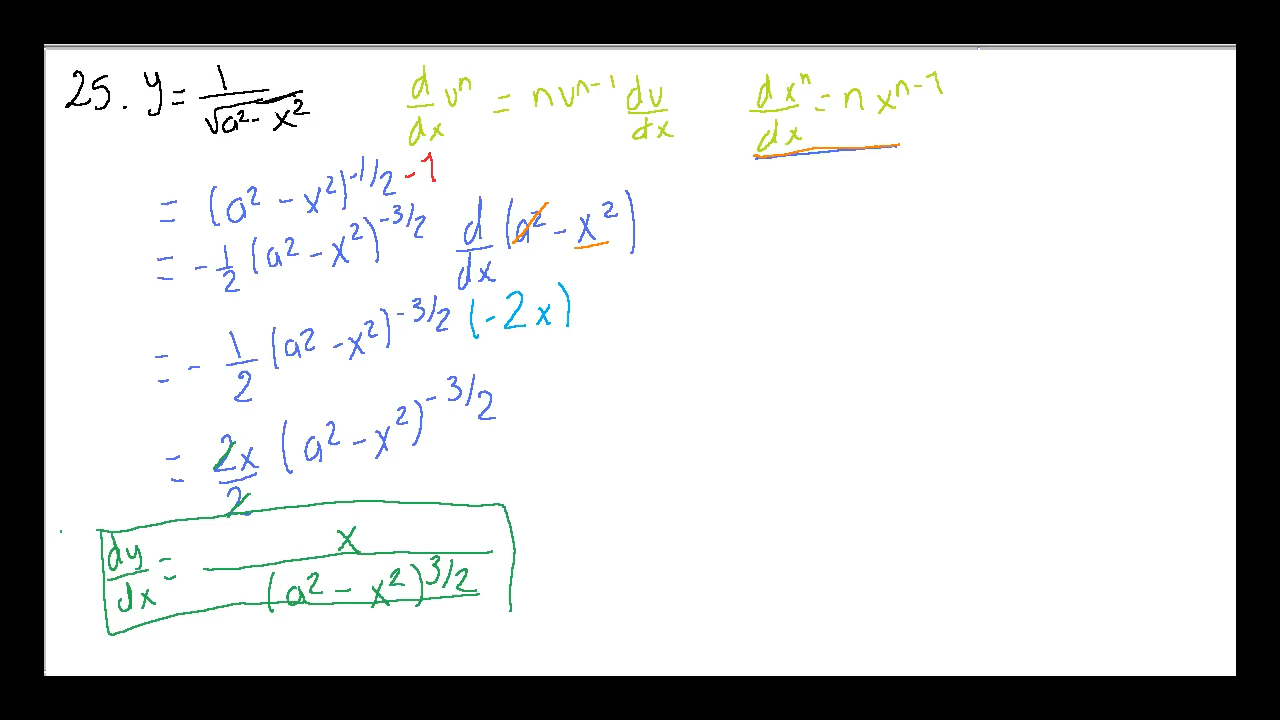 25. y = 1/√(a² - x²)    d/dx vⁿ = nvⁿ⁻¹ dv/dx    dxⁿ/dx = nxⁿ⁻¹
= (a² - x²)^-1/2 -1
= -1/2 (a² - x²)^-3/2 d/dx (a² - x²)
= - 1/2 (a² - x²)^-3/2 (-2x)
= 2x/2 (a² - x²)^-3/2
dy/dx = x/(a² - x²)^3/2